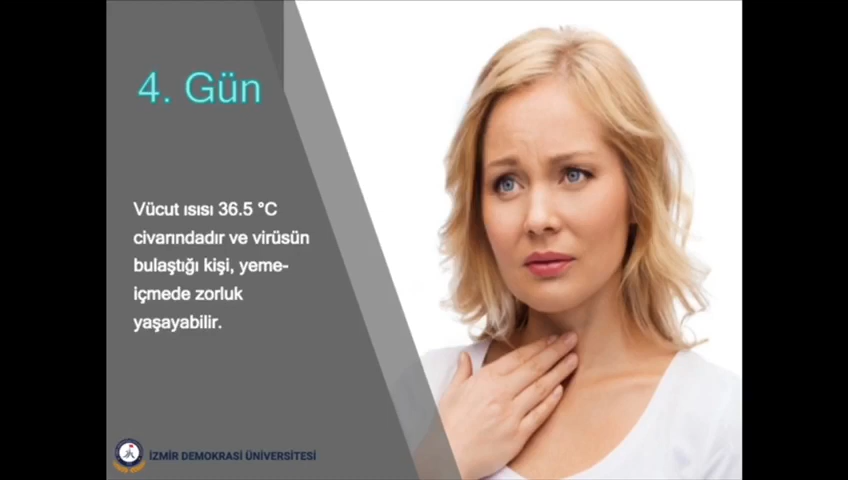 4. Gün
Vücut ısısı 36.5 °C
civarındadır ve virüsün
bulaştığı kişi, yeme-
içmede zorluk
yaşayabilir.
İZMİR DEMOKRASİ ÜNİVERSİTESİ